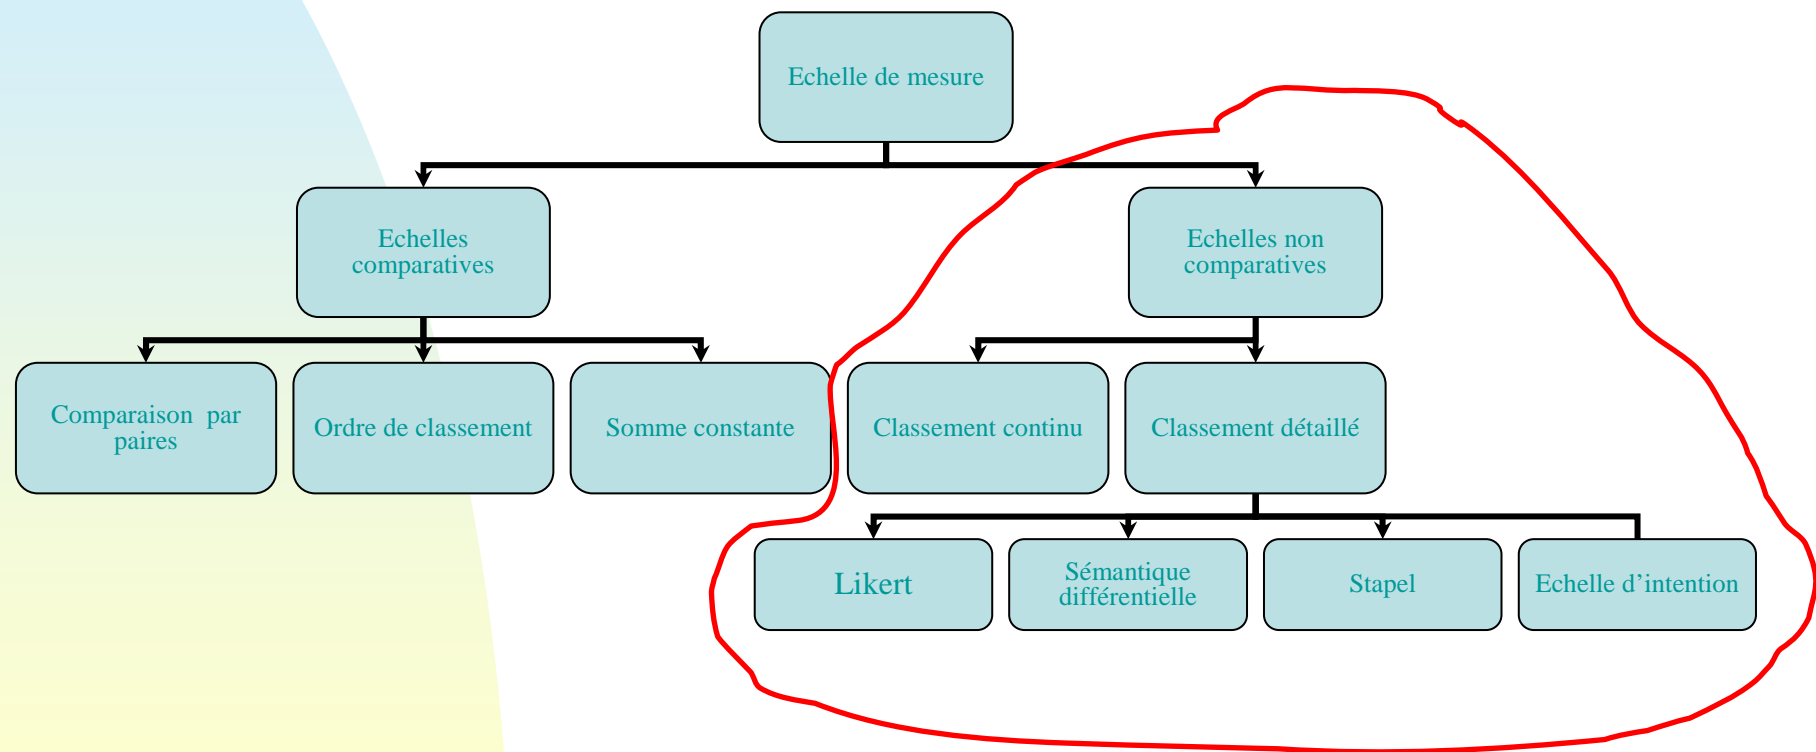 Echelle de mesure
Echelles
comparatives
Echelles non
comparatives
Comparaison  par
paires
Ordre de classement
Somme constante
Classement continu
Classement détaillé
Likert
Sémantique
différentielle
Stapel
Echelle d’intention